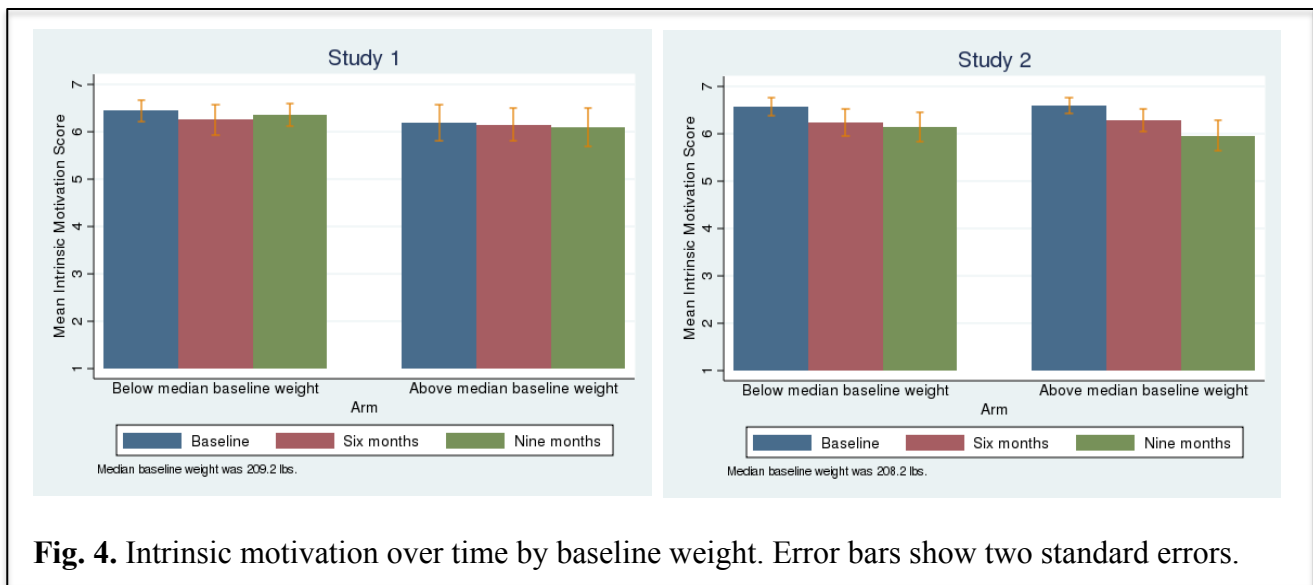 Study 1
Mean Intrinsic Motivation Score
7
6
5
4
3
2
1
Below median baseline weight Above median baseline weight
Arm
Baseline Six months Nine months
Median baseline weight was 209.2 lbs.
Study 2
Mean Intrinsic Motivation Score
7
6
5
4
3
2
1
Below median baseline weight Above median baseline weight
Arm
Baseline Six months Nine months
Median baseline weight was 208.2 lbs.
Fig. 4. Intrinsic motivation over time by baseline weight. Error bars show two standard errors.